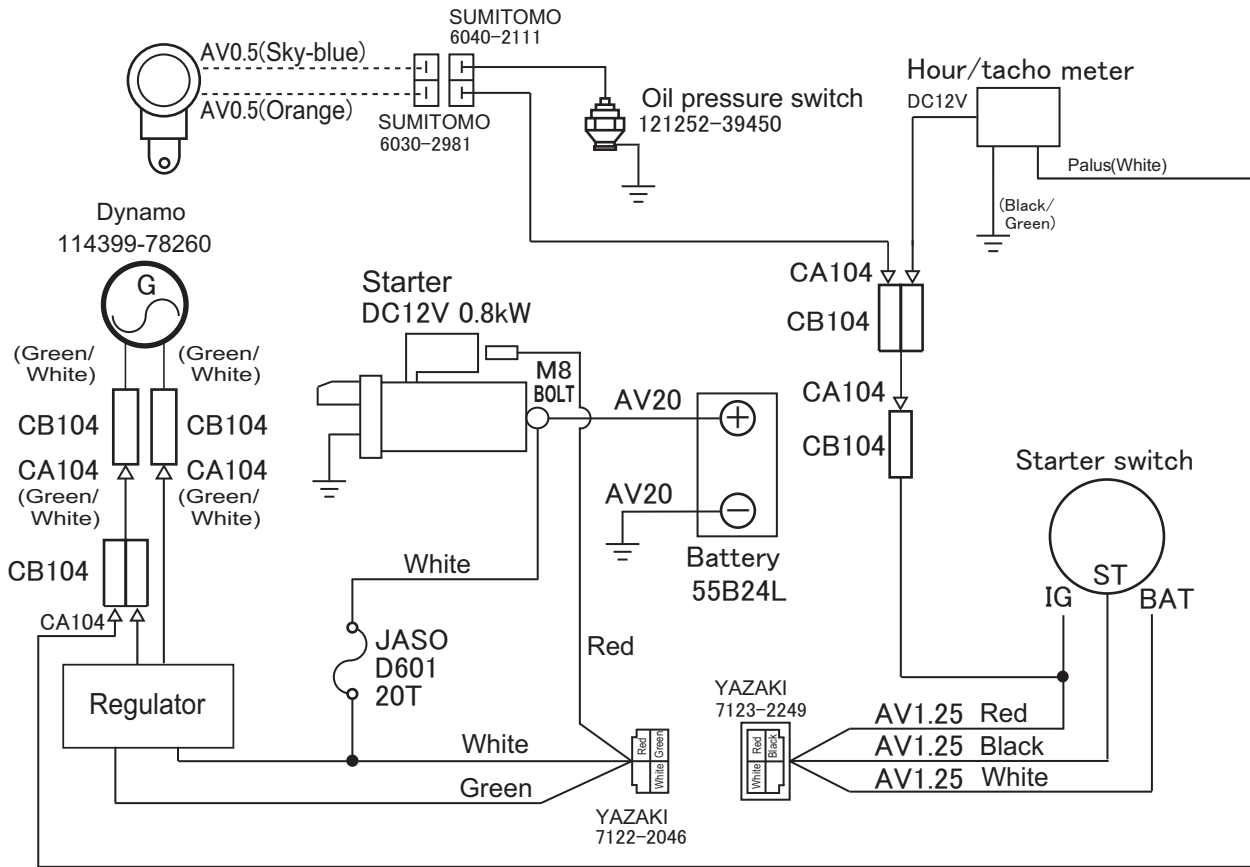 SUMITOMO
6040-2111
AV0.5(Sky-blue)
AV0.5(Orange)
SUMITOMO
6030-2981
Oil pressure switch
121252-39450
Hour/tacho meter
DC12V
Palus(White)
(Black/
Green)
Dynamo
114399-78260
G
(Green/
White)
(Green/
White)
CB104
CB104
CA104
CA104
(Green/
White)
(Green/
White)
CB104
CA104
Regulator
Starter
DC12V 0.8kW
M8
BOLT
AV20
AV20
Battery
55B24L
White
JASO
D601
20T
Red
White
Green
Red
Green
White
YAZAKI
7122-2046
CA104
CB104
CA104
CB104
Starter switch
ST
IG
BAT
YAZAKI
7123-2249
Red
Black
White
AV1.25 Red
AV1.25 Black
AV1.25 White